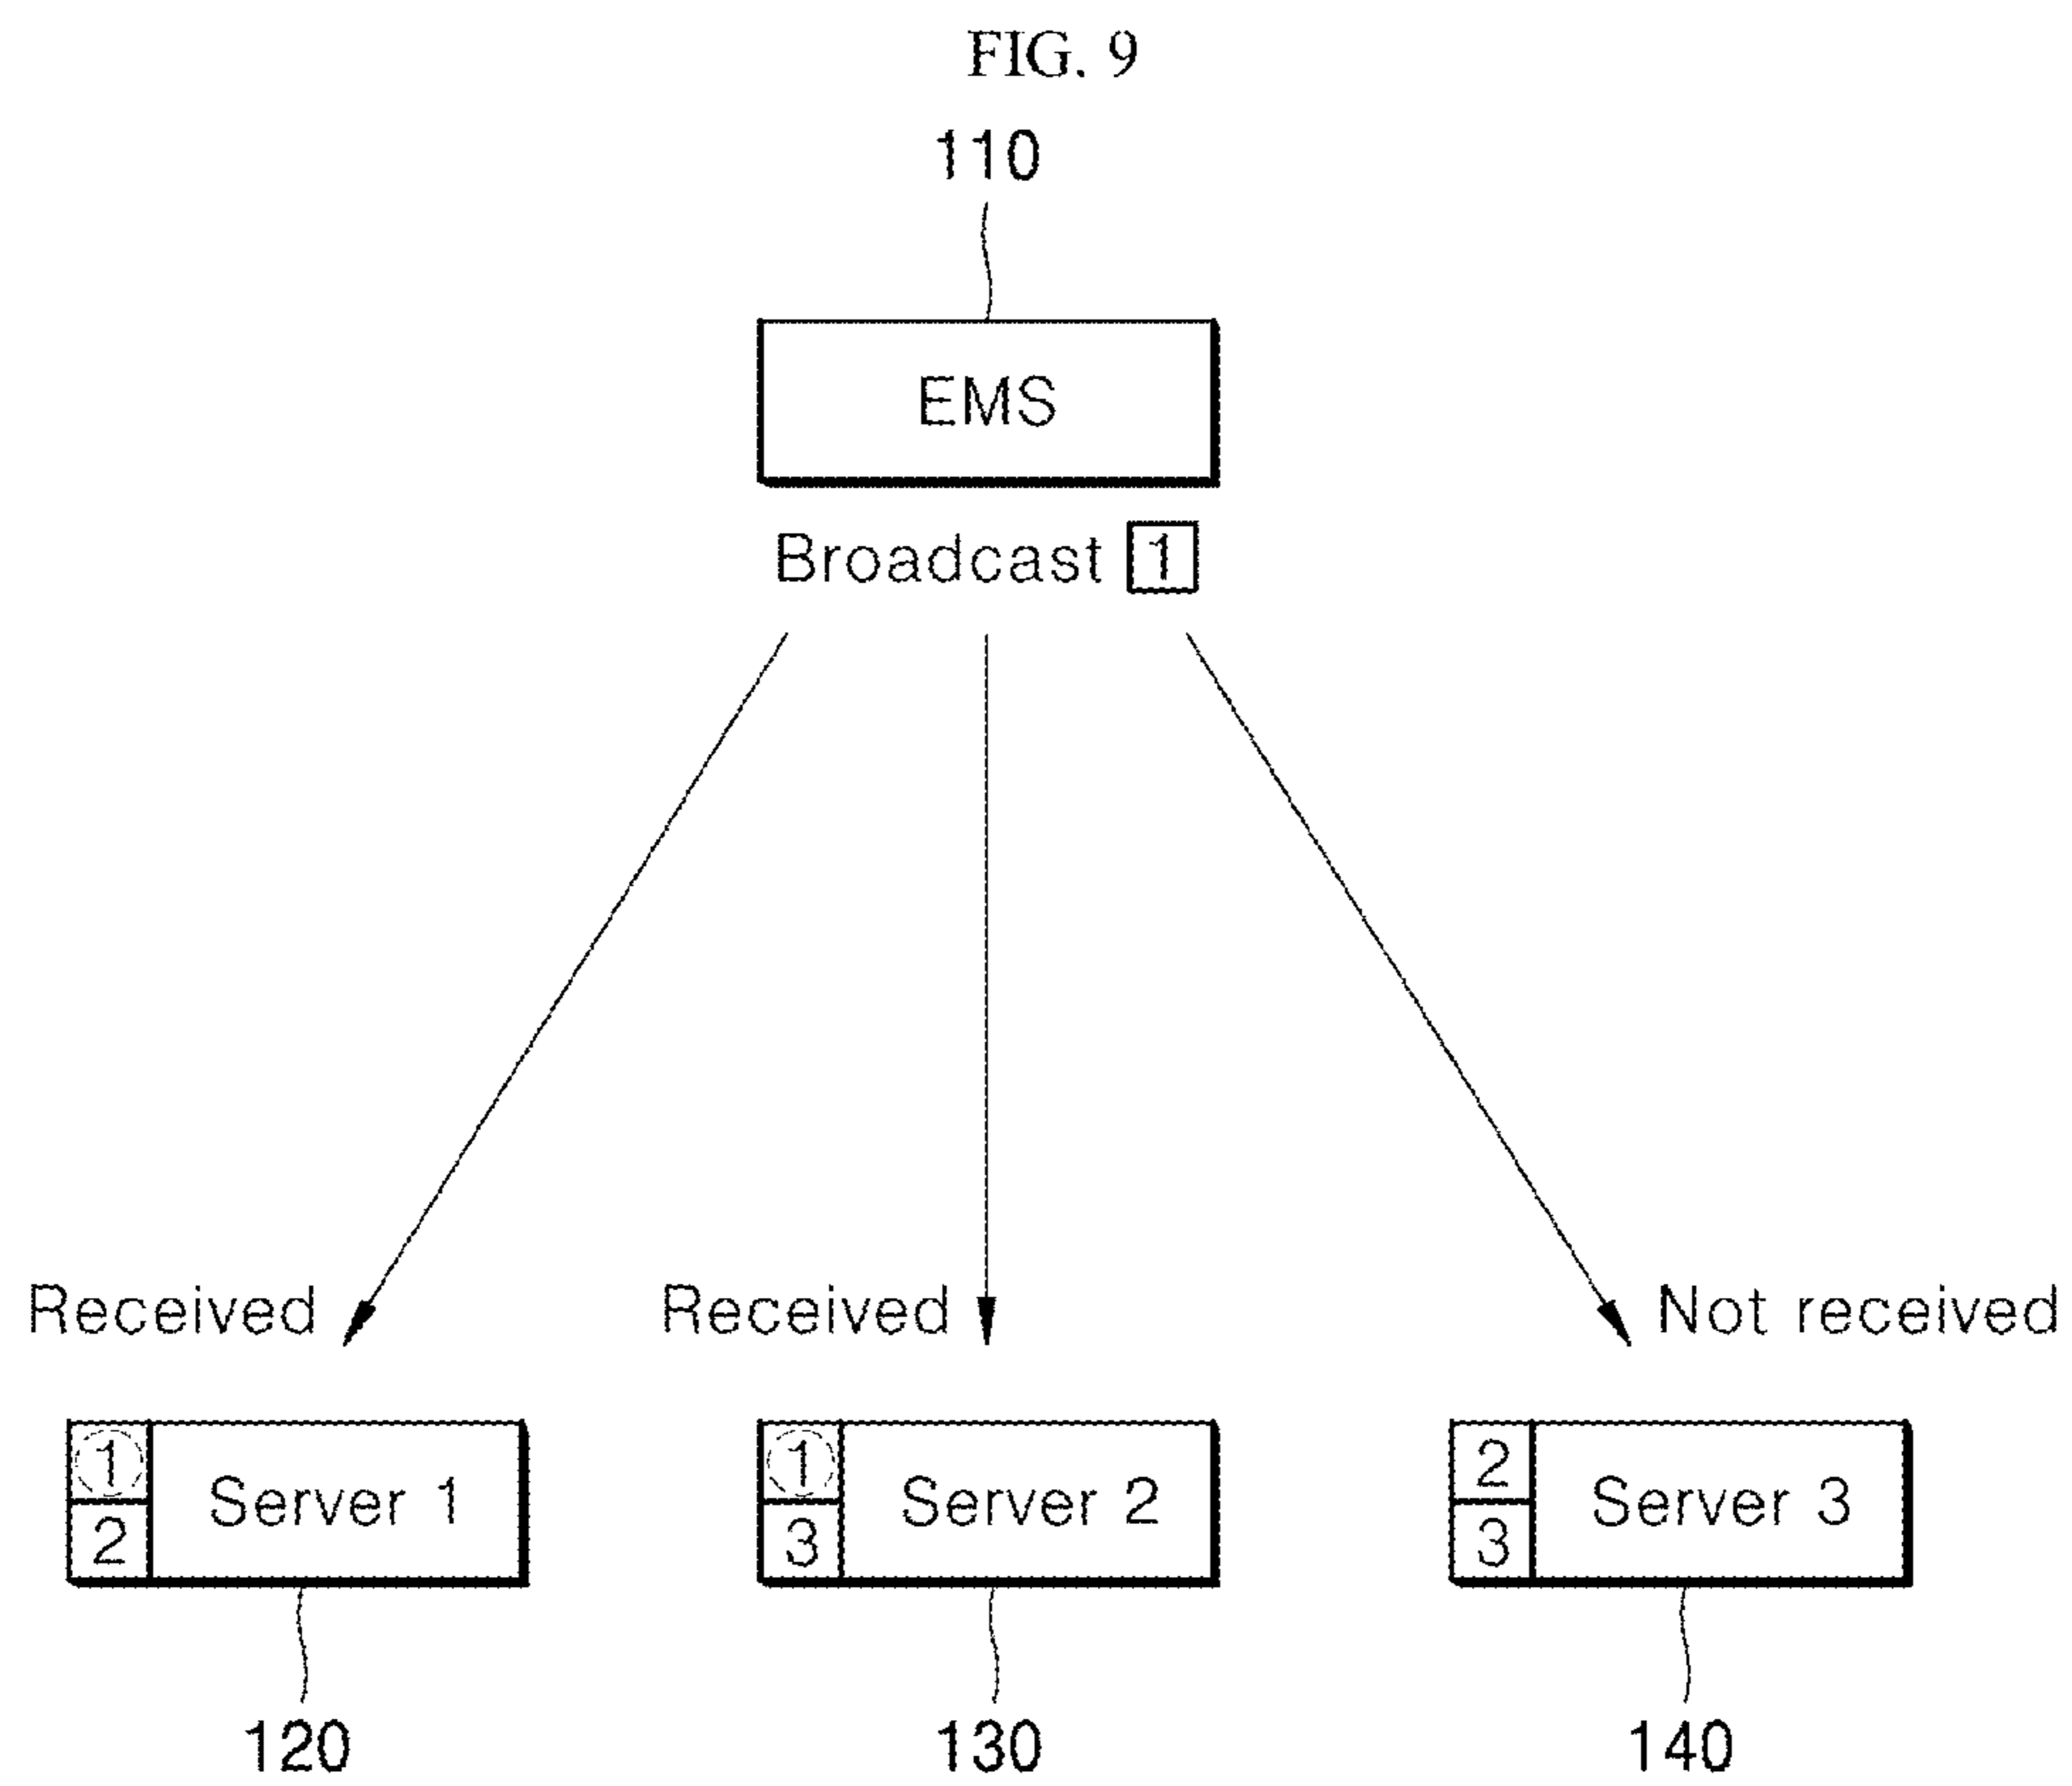 FIG. 9
110
EMS
Broadcast 1
Received Received Not received
1 Server 1 1 Server 2 2 Server 3
2 3 3
120 130 140